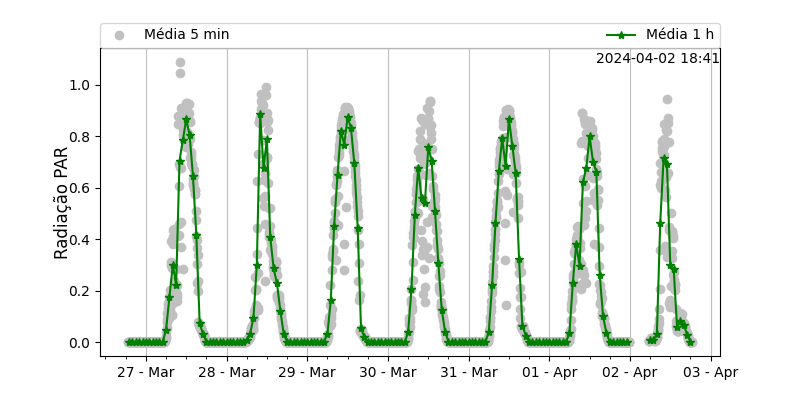 Média 5 min
Média 1 h
2024-04-02 18:41
Radiação PAR
1.0
0.8
0.6
0.4
0.2
0.0
27 - Mar
28 - Mar
29 - Mar
30 - Mar
31 - Mar
01 - Apr
02 - Apr
03 - Apr